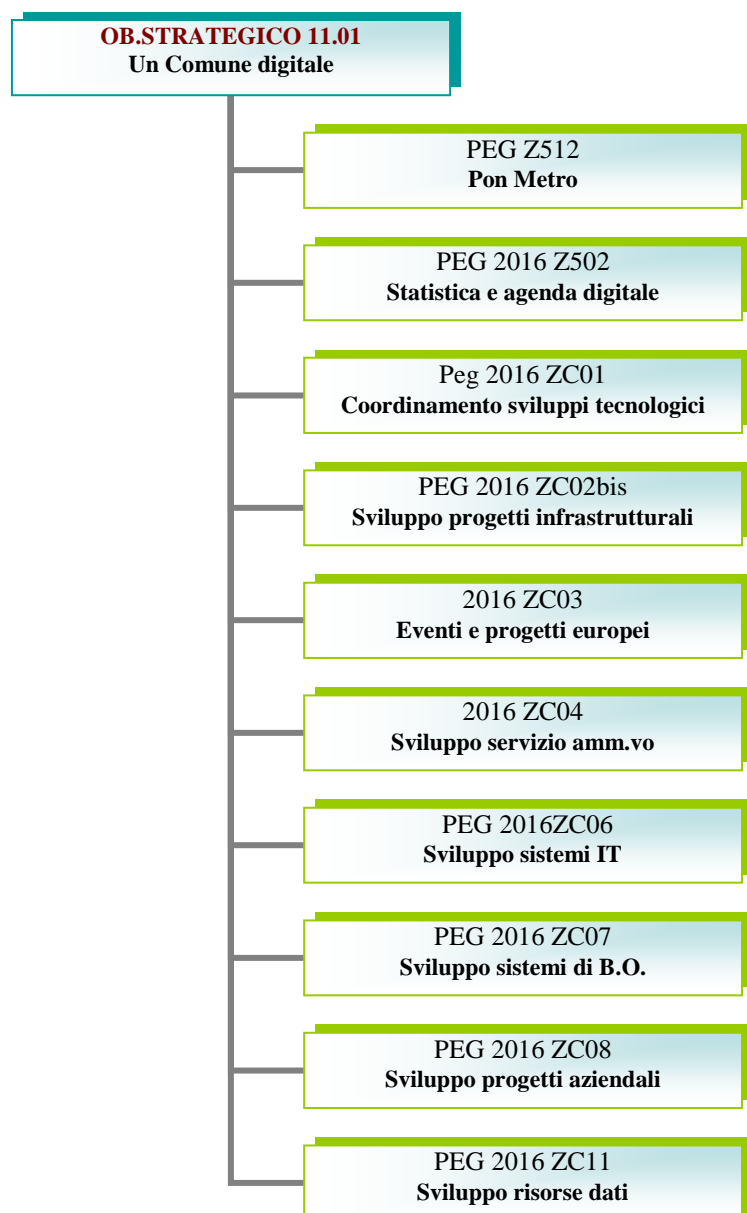 OB.STRATEGICO 11.01
Un Comune digitale
PEG Z512
Pon Metro
PEG 2016 Z502
Statistica e agenda digitale
Peg 2016 ZC01
Coordinamento sviluppi tecnologici
PEG 2016 ZC02bis
Sviluppo progetti infrastrutturali
2016 ZC03
Eventi e progetti europei
2016 ZC04
Sviluppo servizio amm.vo
PEG 2016ZC06
Sviluppo sistemi IT
PEG 2016 ZC07
Sviluppo sistemi di B.O.
PEG 2016 ZC08
Sviluppo progetti aziendali
PEG 2016 ZC11
Sviluppo risorse dati